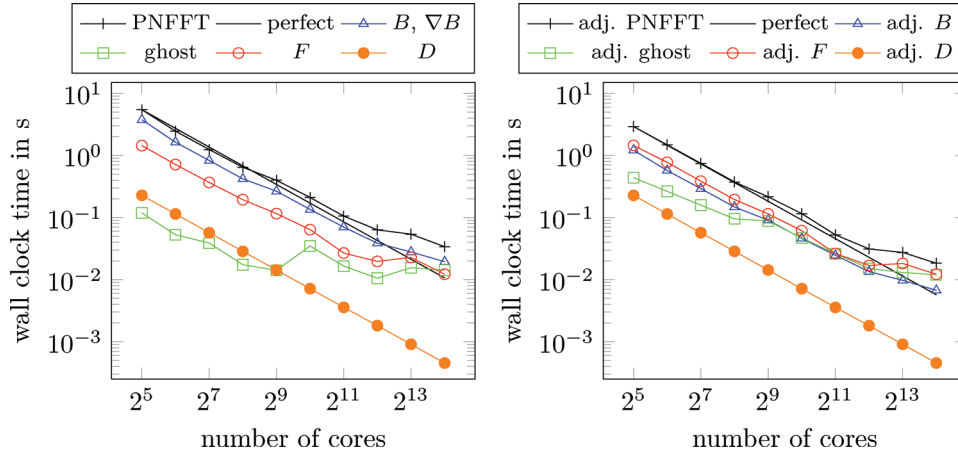 PNFFT perfect B, ∇B
ghost F D
10^1
10^0
10^-1
10^-2
10^-3
wall clock time in s
2^5 2^7 2^9 2^11 2^13
number of cores
adj. PNFFT perfect adj. B
adj. ghost adj. F adj. D
10^1
10^0
10^-1
10^-2
10^-3
wall clock time in s
2^5 2^7 2^9 2^11 2^13
number of cores